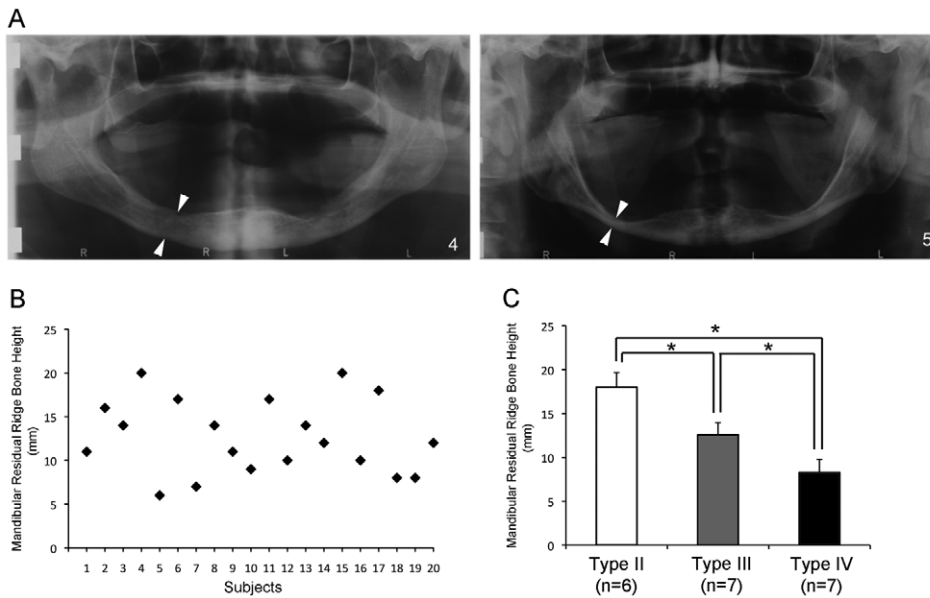 A
R R L L 4
R R L L 5
B
Mandibular Residual Ridge Bone Height
(mm)
25
20
15
10
5
0
1 2 3 4 5 6 7 8 9 10 11 12 13 14 15 16 17 18 19 20
Subjects
C
Mandibular Residual Ridge Bone Height
(mm)
25
20
15
10
5
0
*
* *
Type II Type III Type IV
(n=6) (n=7) (n=7)